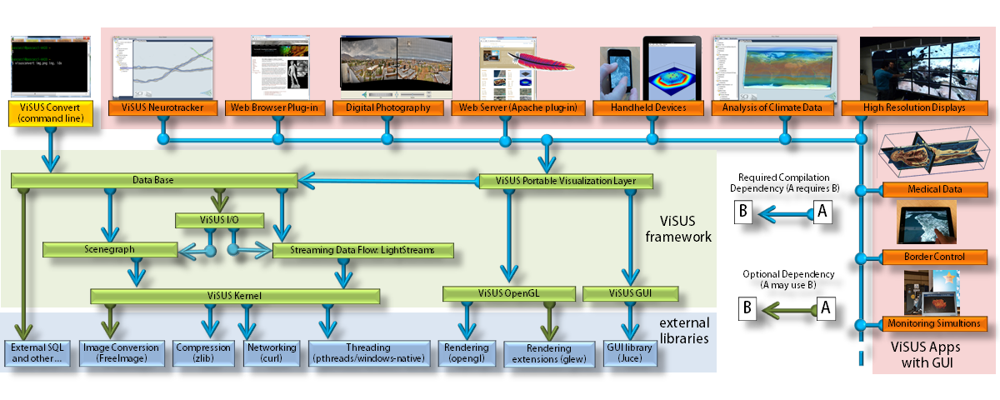 ViSUS Convert
(command line)
ViSUS Neurotracker
Web Browser Plug-in
Digital Photography
Web Server (Apache plug-in)
Handheld Devices
Analysis of Climate Data
High Resolution Displays
Data Base
ViSUS Portable Visualization Layer
Required Compilation
Dependency (A requires B)
B
A
Medical Data
ViSUS I/O
ViSUS
framework
Scenegraph
Streaming Data Flow: LightStreams
Border Control
Optional Dependency
(A may use B)
B
A
ViSUS Kernel
ViSUS OpenGL
ViSUS GUI
Monitoring Simultions
external
libraries
External SQL
and other ...
Image Conversion
(FreeImage)
Compression
(zlib)
Networking
(curl)
Threading
(pthreads/windows-native)
Rendering
(opengl)
Rendering
extensions (glew)
GUI library
(Juce)
ViSUS Apps
with GUI